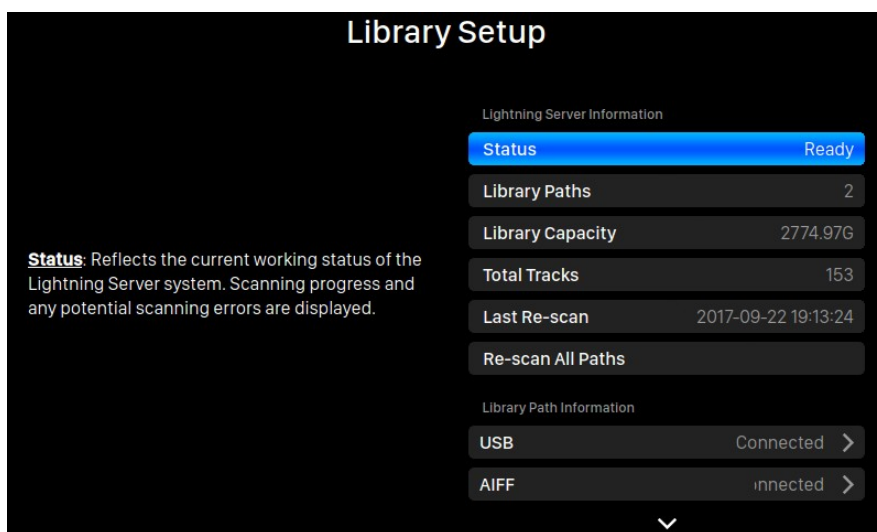 Library Setup
Status: Reflects the current working status of the
Lightning Server system. Scanning progress and
any potential scanning errors are displayed.
Lightning Server Information
Status Ready
Library Paths 2
Library Capacity 2774.97G
Total Tracks 153
Last Re-scan 2017-09-22 19:13:24
Re-scan All Paths
Library Path Information
USB Connected
AIFF nnected